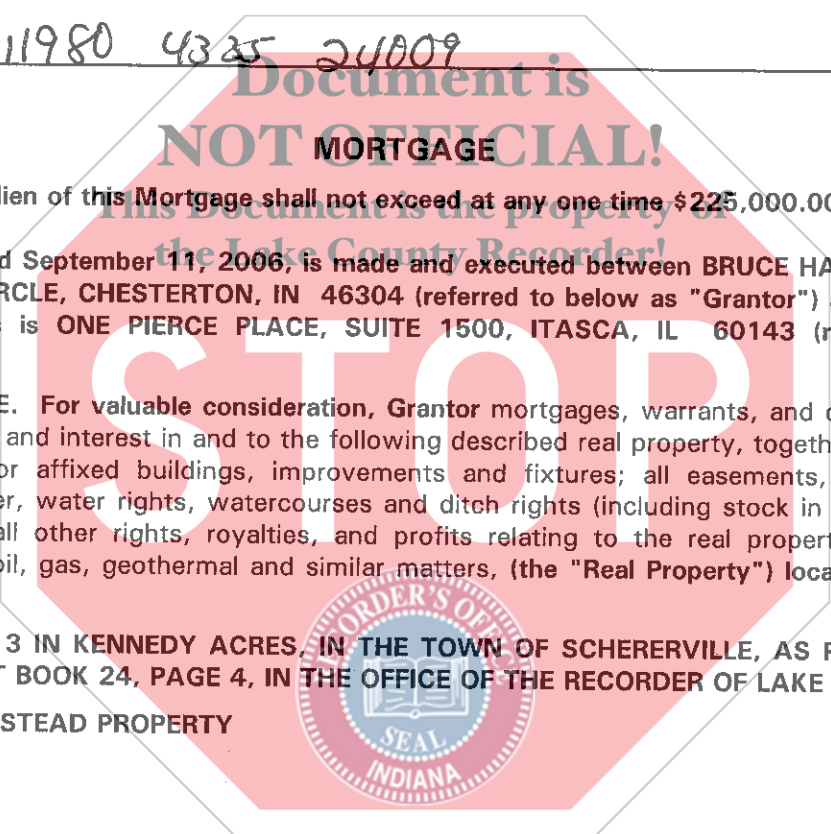 11980 4335 24009
Document is
NOT OFFICIAL!
MORTGAGE
This Document is the property of
lien of this Mortgage shall not exceed at any one time $225,000.00
the Lake County Recorder!
d September 11, 2006, is made and executed between BRUCE HA
RCLE, CHESTERTON, IN 46304 (referred to below as "Grantor")
s is ONE PIERCE PLACE, SUITE 1500, ITASCA, IL 60143 (r
STOP
E. For valuable consideration, Grantor mortgages, warrants, and
and interest in and to the following described real property, togeth
or affixed buildings, improvements and fixtures; all easements,
er, water rights, watercourses and ditch rights (including stock in
all other rights, royalties, and profits relating to the real propert
oil, gas, geothermal and similar matters, (the "Real Property") loca
RECORDER'S OFFICE
3 IN KENNEDY ACRES, IN THE TOWN OF SCHERERVILLE, AS
T BOOK 24, PAGE 4, IN THE OFFICE OF THE RECORDER OF LAKE
STEAD PROPERTY
SEAL
INDIANA